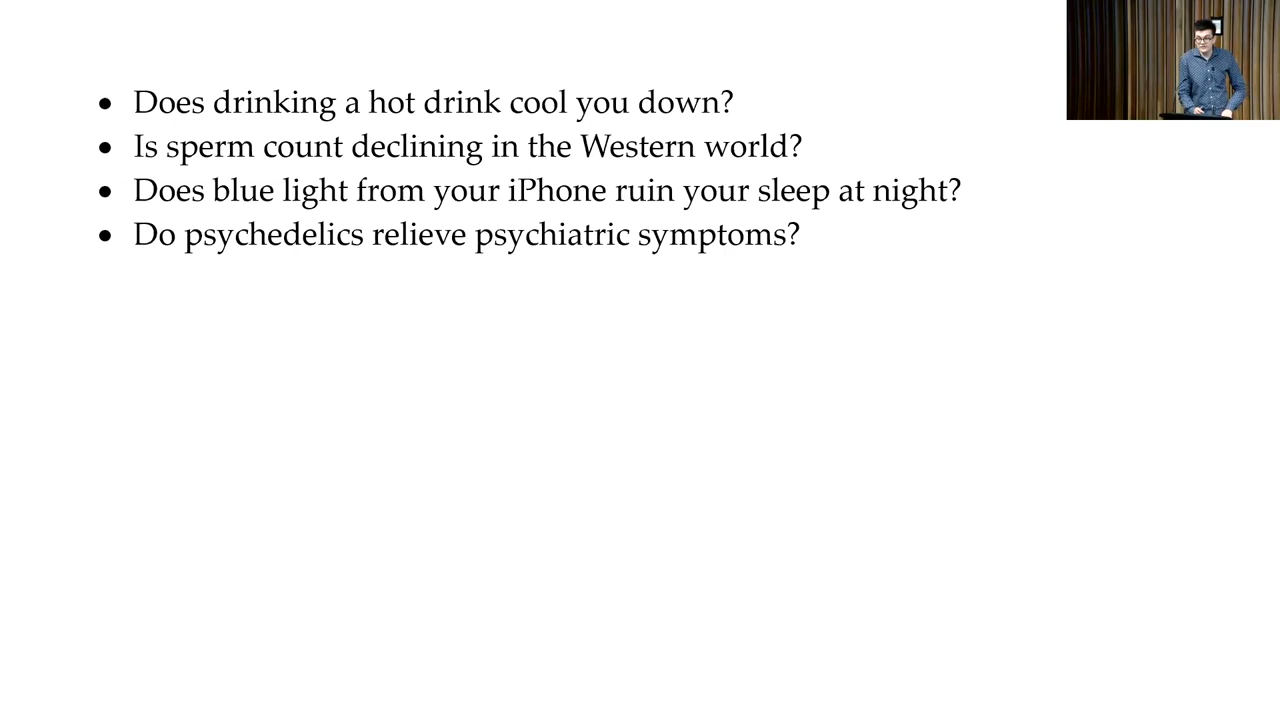 • Does drinking a hot drink cool you down?
• Is sperm count declining in the Western world?
• Does blue light from your iPhone ruin your sleep at night?
• Do psychedelics relieve psychiatric symptoms?